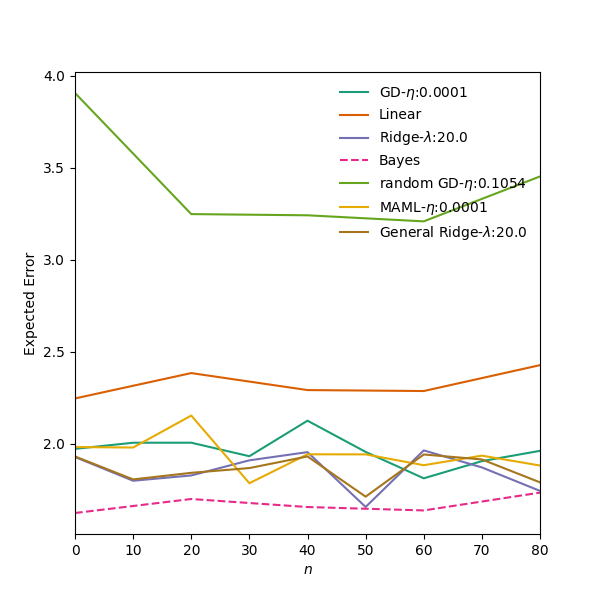 4.0
3.5
3.0
2.5
2.0
Expected Error
GD-η:0.0001
Linear
Ridge-λ:20.0
Bayes
random GD-η:0.1054
MAML-η:0.0001
General Ridge-λ:20.0
0 10 20 30 40 50 60 70 80
n